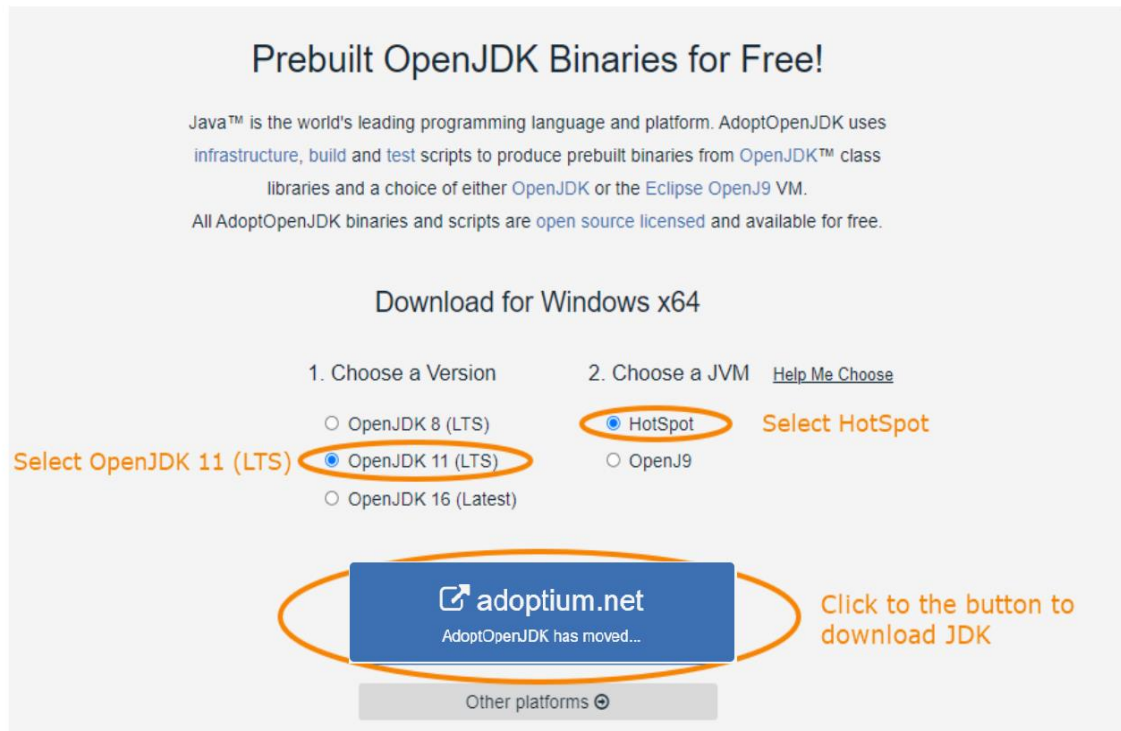 Prebuilt OpenJDK Binaries for Free!
Java™ is the world's leading programming language and platform. AdoptOpenJDK uses
infrastructure, build and test scripts to produce prebuilt binaries from OpenJDK™ class
libraries and a choice of either OpenJDK or the Eclipse OpenJ9 VM.
All AdoptOpenJDK binaries and scripts are open source licensed and available for free.
Download for Windows x64
1. Choose a Version
2. Choose a JVM Help Me Choose
OpenJDK 8 (LTS)
HotSpot Select HotSpot
Select OpenJDK 11 (LTS) OpenJDK 11 (LTS)
OpenJ9
OpenJDK 16 (Latest)
adoptium.net
AdoptOpenJDK has moved...
Click to the button to
download JDK
Other platforms